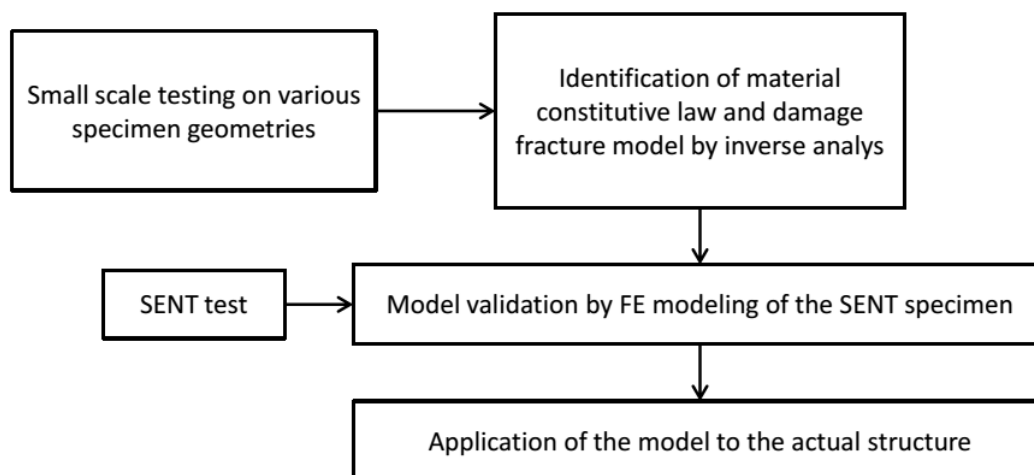 Small scale testing on various
specimen geometries
Identification of material
constitutive law and damage
fracture model by inverse analys
SENT test
Model validation by FE modeling of the SENT specimen
Application of the model to the actual structure